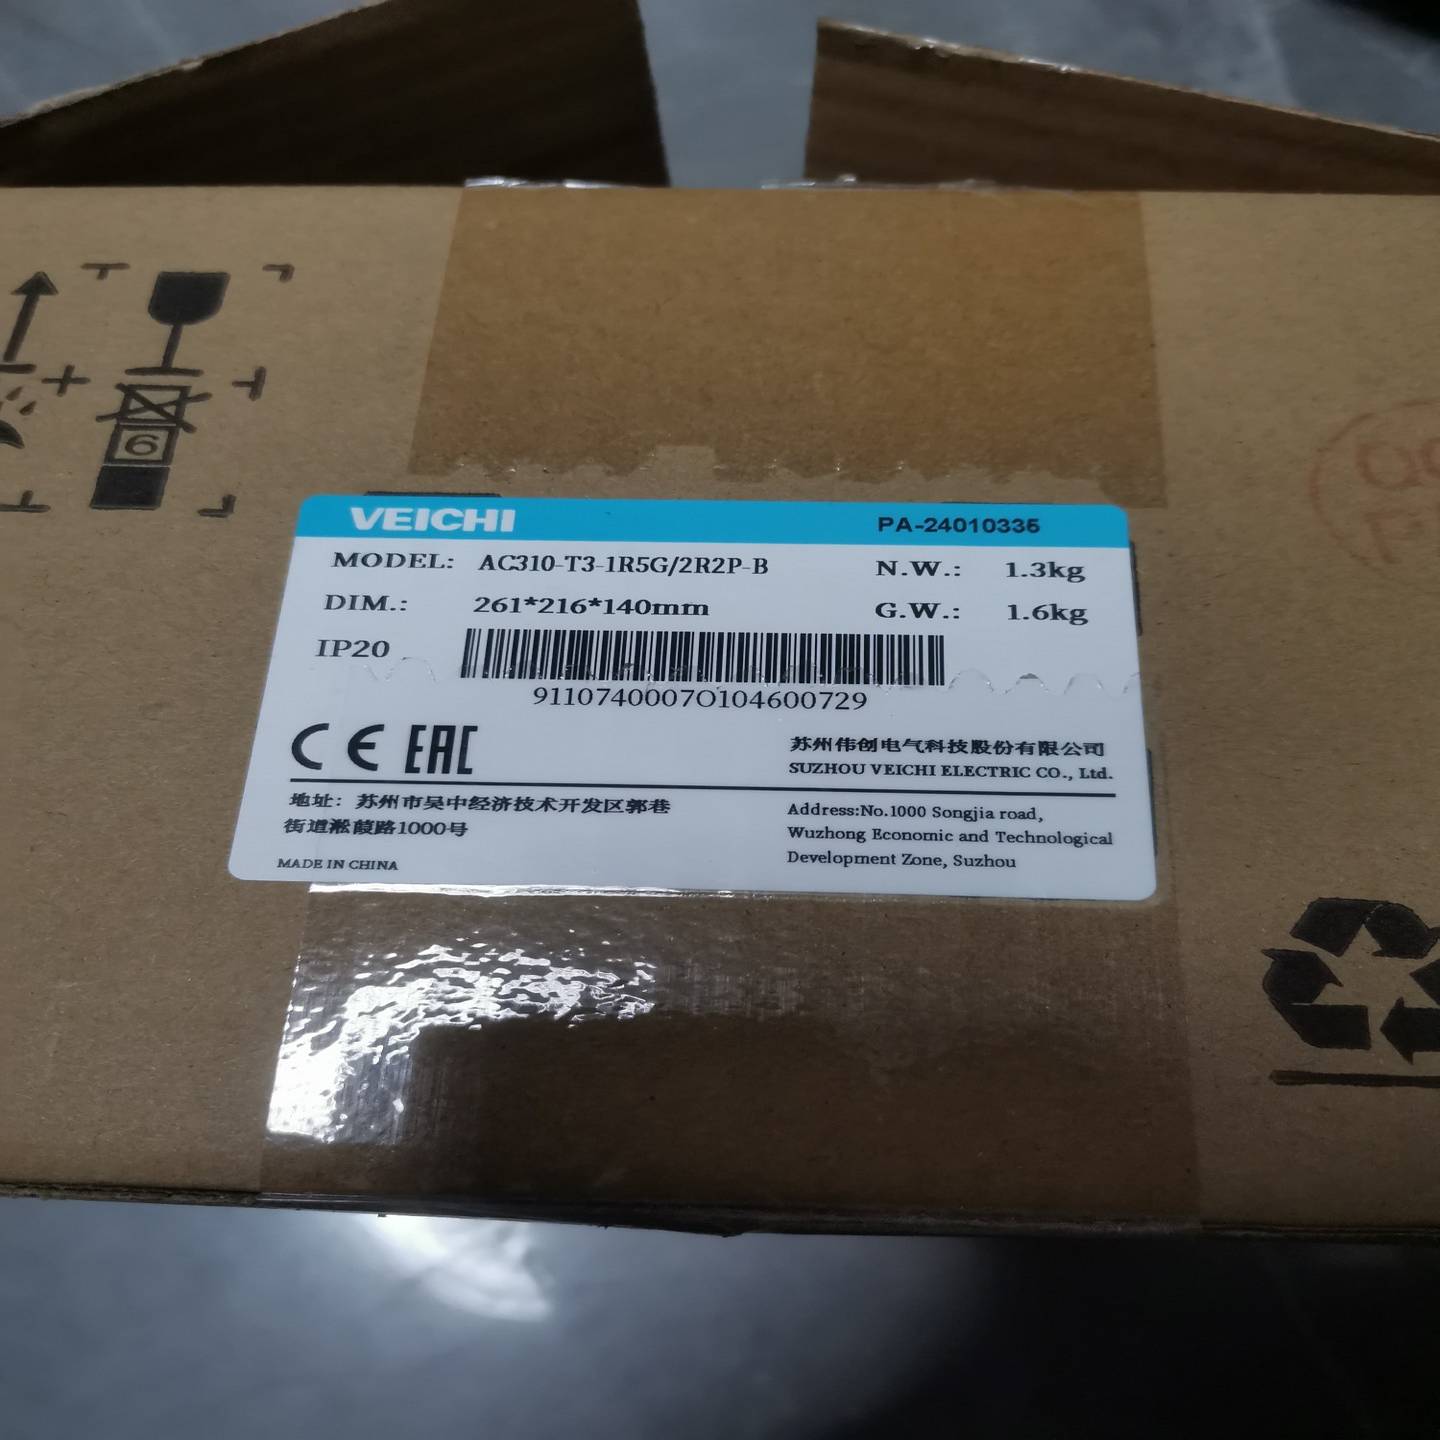 6
VEICHI PA-24010335
MODEL: AC310-T3-1R5G/2R2P-B N.W.: 1.3kg
DIM.: 261*216*140mm G.W.: 1.6kg
IP20
9110740007O104600729
CE EAC
苏州伟创电气科技股份有限公司
SUZHOU VEICHI ELECTRIC CO., Ltd.
地址：苏州市吴中经济技术开发区郭巷
街道淞葭路1000号
MADE IN CHINA
Address:No.1000 Songjia road,
Wuzhong Economic and Technological
Development Zone, Suzhou